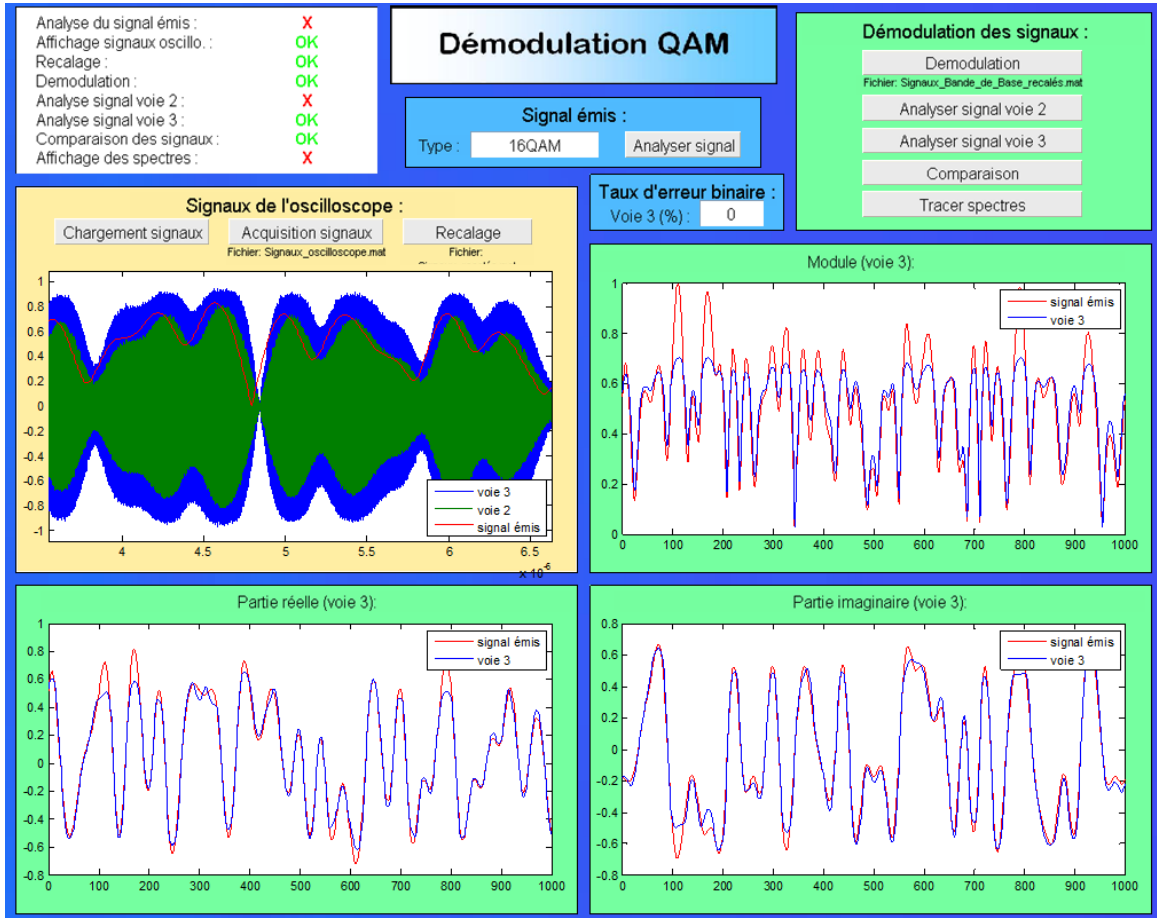 Analyse du signal émis : X
Affichage signaux oscillo. : OK
Recalage : OK
Demodulation : OK
Analyse signal voie 2 : X
Analyse signal voie 3 : OK
Comparaison des signaux : OK
Affichage des spectres : X
Démodulation QAM
Signal émis :
Type : 16QAM Analyser signal
Taux d'erreur binaire :
Voie 3 (%) : 0
Démodulation des signaux :
Demodulation
Fichier: Signaux_Bande_de_Base_recalés.mat
Analyser signal voie 2
Analyser signal voie 3
Comparaison
Tracer spectres
Signaux de l'oscilloscope :
Chargement signaux Acquisition signaux Recalage
Fichier: Signaux_oscilloscope.mat Fichier:
1
0.8
0.6
0.4
0.2
0
-0.2
-0.4
-0.6
-0.8
-1
voie 3
voie 2
signal émis
4 4.5 5 5.5 6 6.5
x 10-6
Module (voie 3):
1
0.8
0.6
0.4
0.2
0
signal émis
voie 3
0 100 200 300 400 500 600 700 800 900 1000
Partie réelle (voie 3):
1
0.8
0.6
0.4
0.2
0
-0.2
-0.4
-0.6
-0.8
signal émis
voie 3
0 100 200 300 400 500 600 700 800 900 1000
Partie imaginaire (voie 3):
0.8
0.6
0.4
0.2
0
-0.2
-0.4
-0.6
-0.8
signal émis
voie 3
0 100 200 300 400 500 600 700 800 900 1000